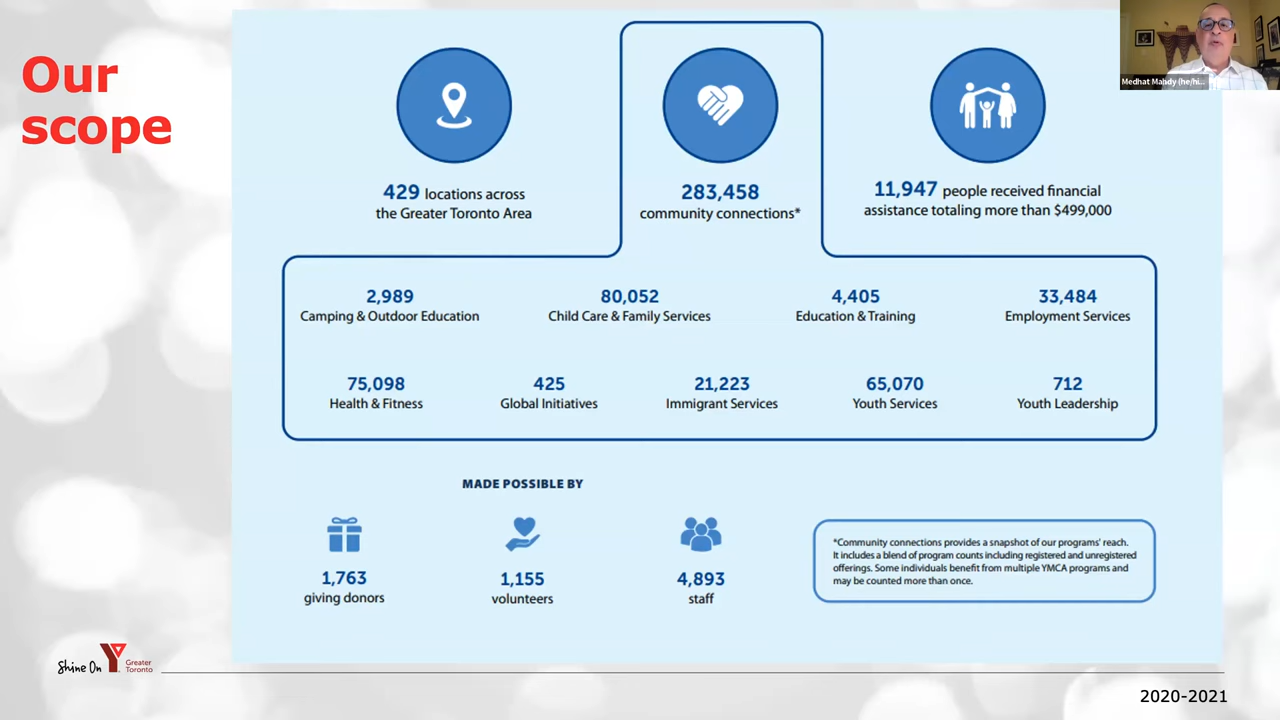 Our
scope
Medhat Mahdy (he/hi...
429 locations across
the Greater Toronto Area
283,458
community connections*
11,947 people received financial
assistance totaling more than $499,000
2,989
Camping & Outdoor Education
80,052
Child Care & Family Services
4,405
Education & Training
33,484
Employment Services
75,098
Health & Fitness
425
Global Initiatives
21,223
Immigrant Services
65,070
Youth Services
712
Youth Leadership
MADE POSSIBLE BY
1,763
giving donors
1,155
volunteers
4,893
staff
*Community connections provides a snapshot of our programs' reach.
It includes a blend of program counts including registered and unregistered
offerings. Some individuals benefit from multiple YMCA programs and
may be counted more than once.
Shine On
Y
Greater
Toronto
2020-2021